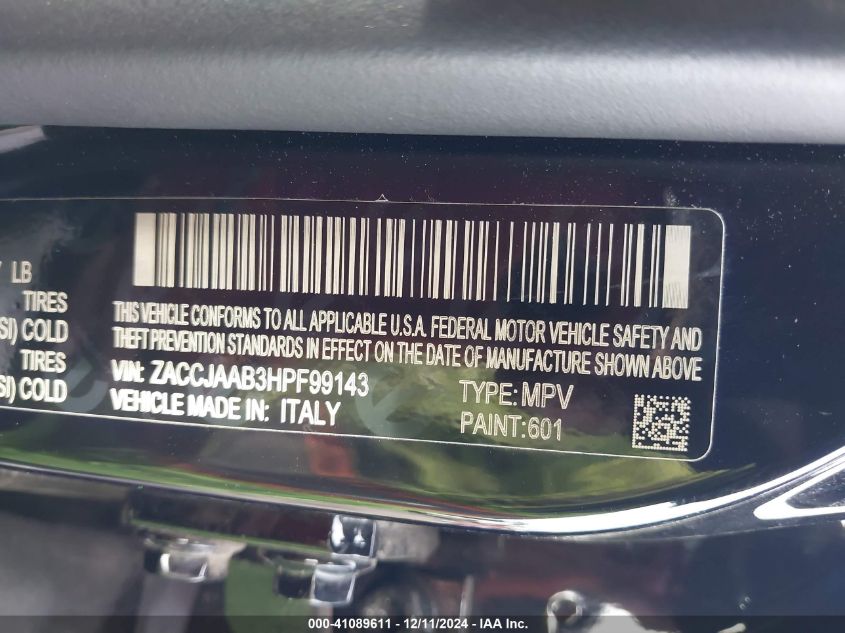 LB
TIRES
SI) COLD
TIRES
SI) COLD
THIS VEHICLE CONFORMS TO ALL APPLICABLE U.S.A. FEDERAL MOTOR VEHICLE SAFETY AND
THEFT PREVENTION STANDARDS IN EFFECT ON THE DATE OF MANUFACTURE SHOWN ABOVE
VIN: ZACCJAAB3HPF99143
TYPE: MPV
VEHICLE MADE IN: ITALY
PAINT:601
000-41089611 - 12/11/2024 - IAA Inc.